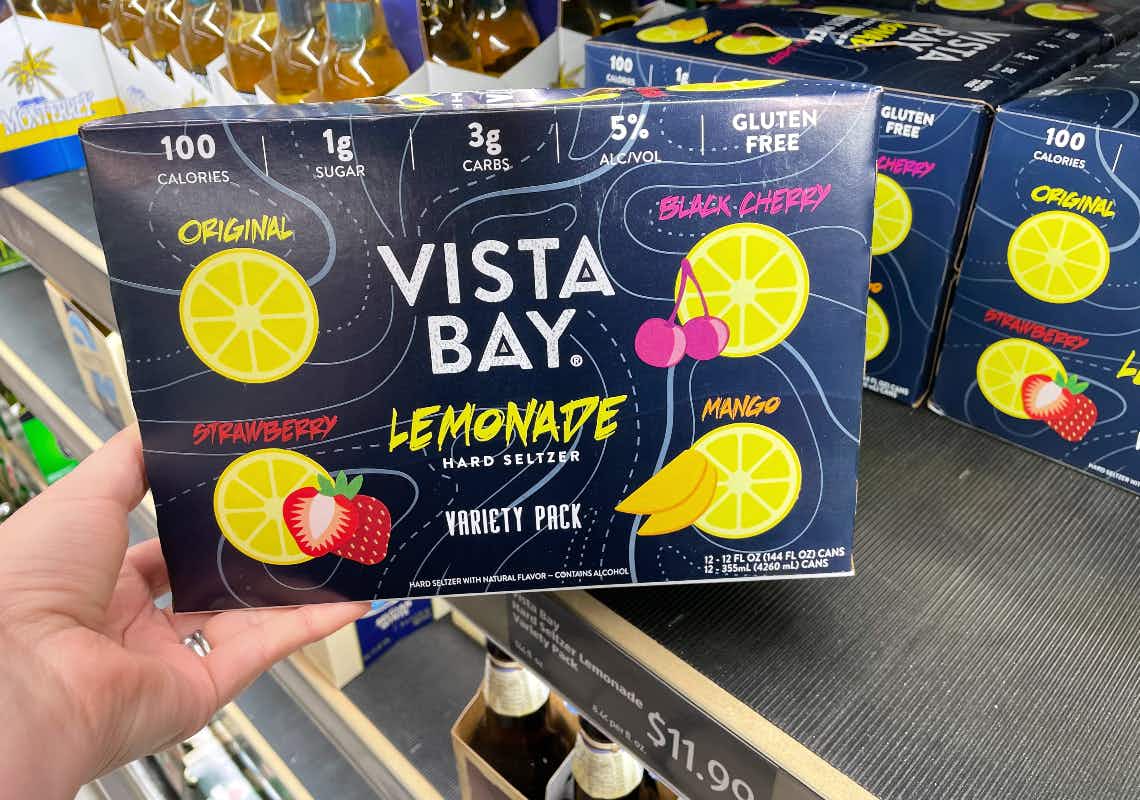 100
CALORIES
1g
SUGAR
3g
CARBS
5%
ALC/VOL
GLUTEN
FREE
ORIGINAL
BLACK CHERRY
VISTA
BAY®
LEMONADE
HARD SELTZER
STRAWBERRY
MANGO
VARIETY PACK
12 - 12 FL OZ (144 FL OZ) CANS
12 - 355mL (4260 mL) CANS
HARD SELTZER WITH NATURAL FLAVOR – CONTAINS ALCOHOL
MONTERREY
100
CALORIES
1g
VISTA
BAY
LEMONADE
GLUTEN
FREE
CHERRY
100
CALORIES
ORIGINAL
STRAWBERRY
Vista Bay
Hard Seltzer Lemonade
Variety Pack
$11.99